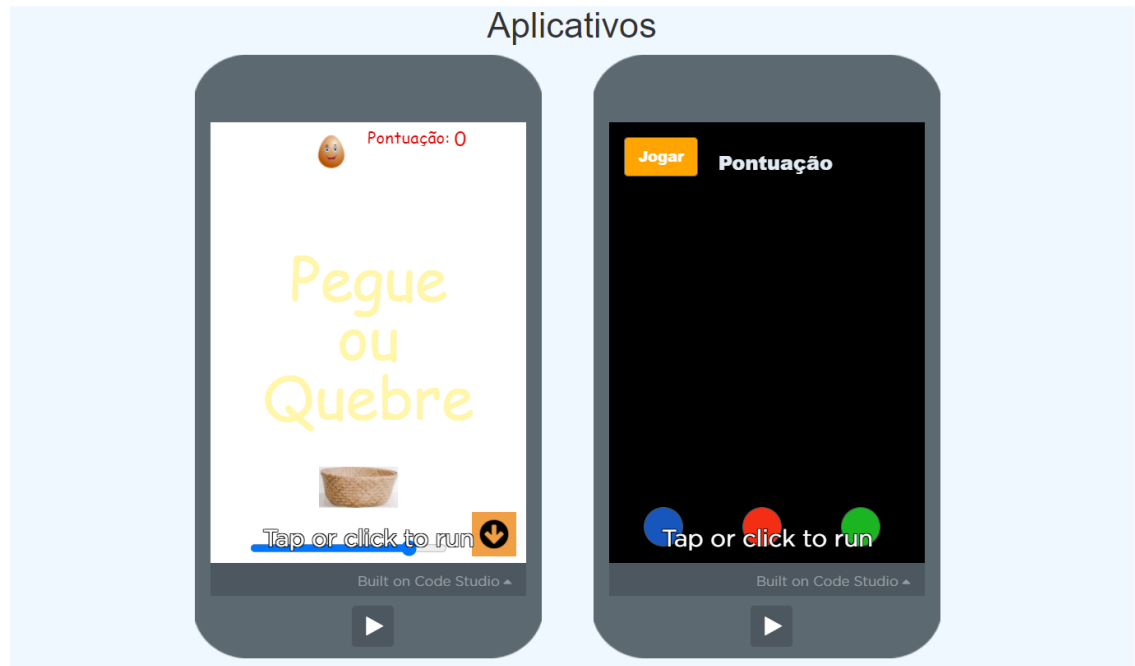 Aplicativos
Pontuação: 0
Pegue
ou
Quebre
Tap or click to run
Built on Code Studio
Jogar
Pontuação
Tap or click to run
Built on Code Studio